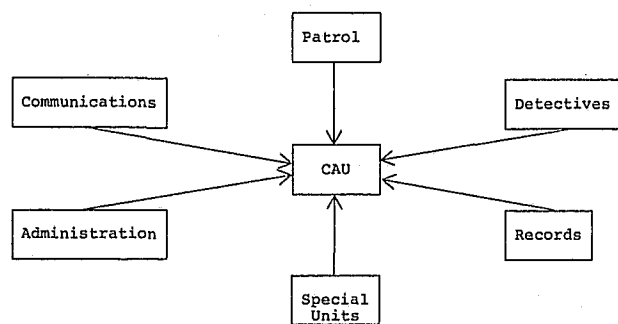 Patrol
Communications
Detectives
CAU
Administration
Records
Special
Units